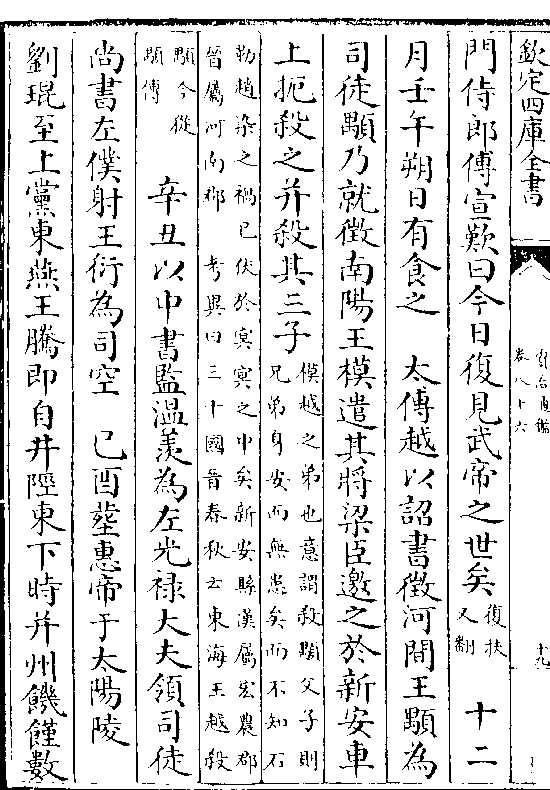 欽定四庫全書
資治通鑑
卷八十六
十九
門侍郎傅宣歎曰今日復見武帝之世矣復扶又翻　十二
月壬午朔日有食之　太傅越以詔書徵河間王顒為
司徒顒乃就徵南陽王模遣其將梁臣邀之於新安車
上扼殺之并殺其三子模越之弟也意謂殺顒父子則
兄弟身安而無患矣而不知石
勒趙染之禍已伏於冥冥之中矣新安縣漢屬宏農郡
晉屬河南郡　考異曰三十國晉春秋云東海王越殺
顒今從
顒傳　辛丑以中書監溫羨為左光禄大夫領司徒
尚書左僕射王衍為司空　己酉塟惠帝于太陽陵
劉琨至上黨東燕王騰即自井陘東下時并州饑饉數